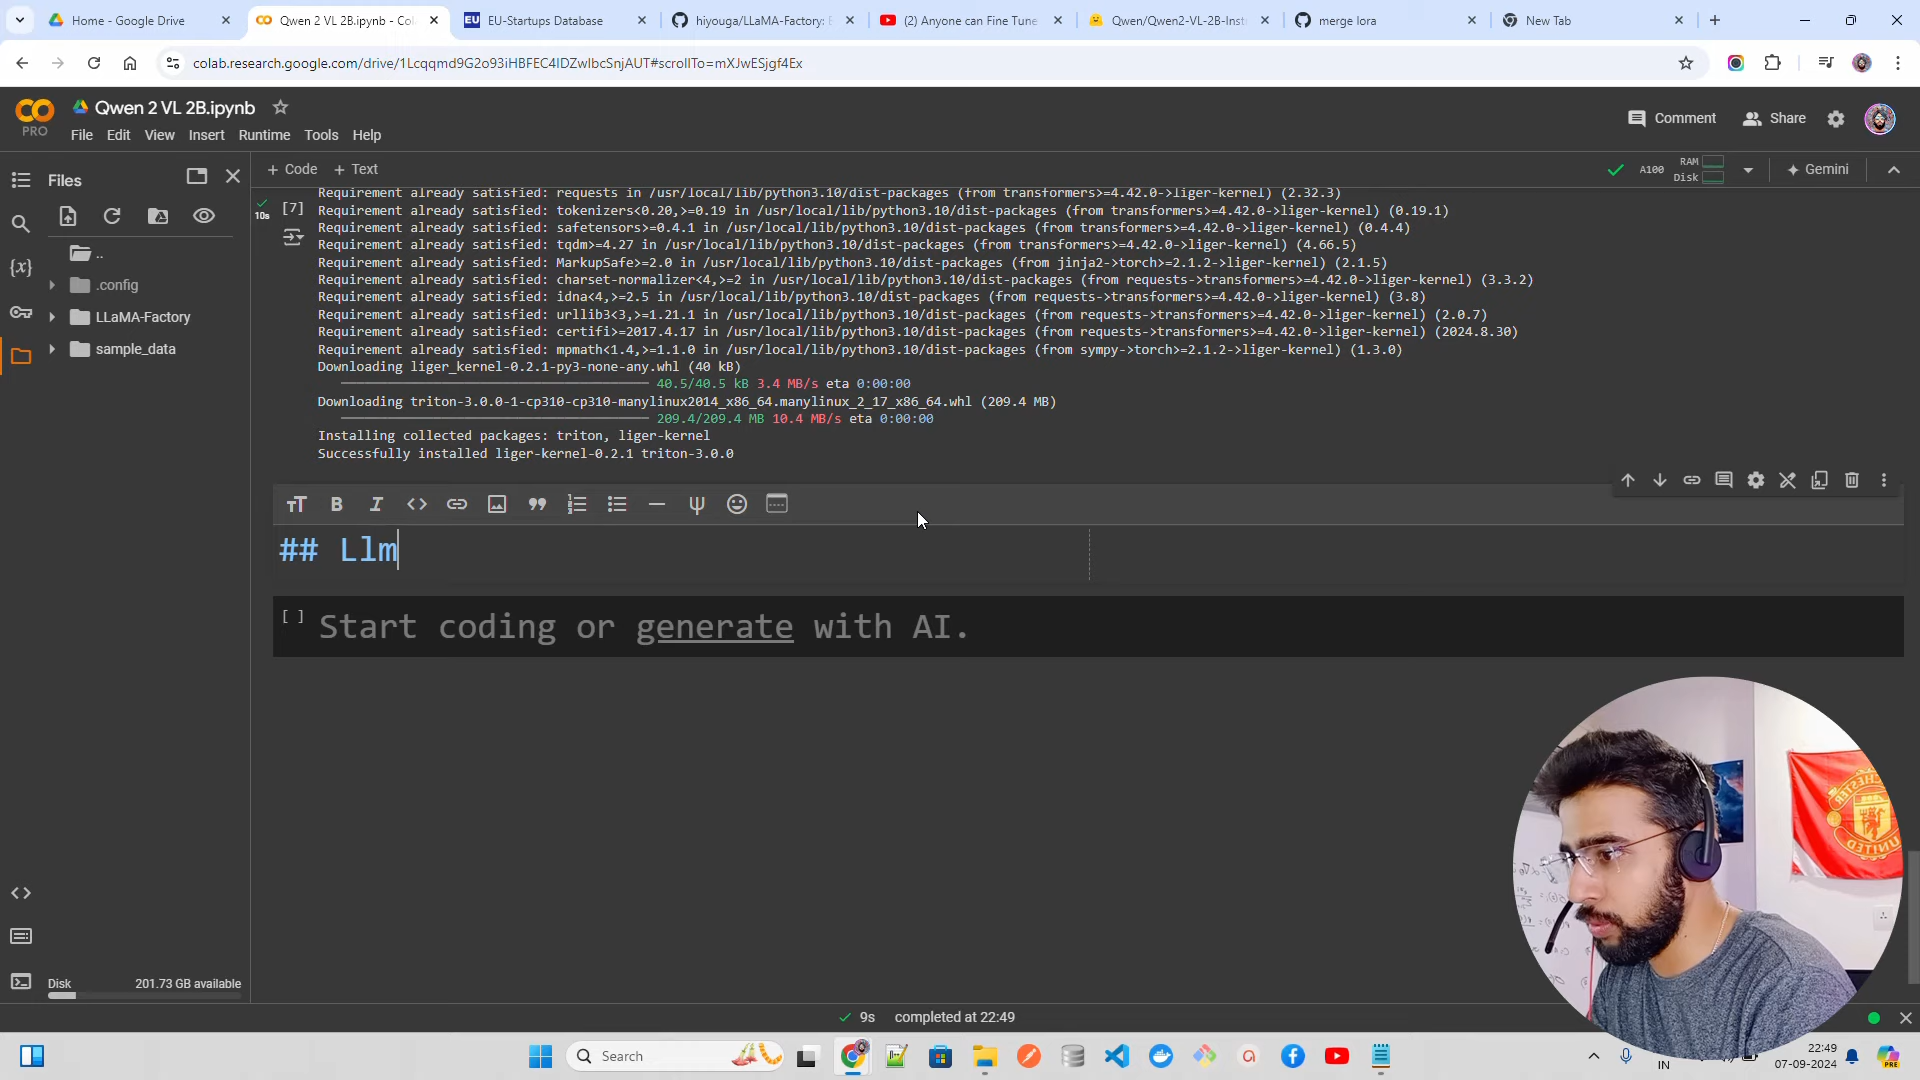 Home - Google Drive
Qwen 2 VL 2B.ipynb - Col
EU-Startups Database
hiyouga/LLaMA-Factory: E
(2) Anyone can Fine Tune
Qwen/Qwen2-VL-2B-Inst
merge lora
New Tab
colab.research.google.com/drive/1Lcqqmd9G2o93iHBFEC4IDZwIbcSnjAUT#scrollTo=mXJwESjgf4Ex
Qwen 2 VL 2B.ipynb
PRO
File Edit View Insert Runtime Tools Help
Comment
Share
Files
+ Code + Text
A100
RAM
Disk
Gemini
..
.config
LLaMA-Factory
sample_data
10s
[7]
Requirement already satisfied: requests in /usr/local/lib/python3.10/dist-packages (from transformers>=4.42.0->liger-kernel) (2.32.3)
Requirement already satisfied: tokenizers<0.20,>=0.19 in /usr/local/lib/python3.10/dist-packages (from transformers>=4.42.0->liger-kernel) (0.19.1)
Requirement already satisfied: safetensors>=0.4.1 in /usr/local/lib/python3.10/dist-packages (from transformers>=4.42.0->liger-kernel) (0.4.4)
Requirement already satisfied: tqdm>=4.27 in /usr/local/lib/python3.10/dist-packages (from transformers>=4.42.0->liger-kernel) (4.66.5)
Requirement already satisfied: MarkupSafe>=2.0 in /usr/local/lib/python3.10/dist-packages (from jinja2->torch>=2.1.2->liger-kernel) (2.1.5)
Requirement already satisfied: charset-normalizer<4,>=2 in /usr/local/lib/python3.10/dist-packages (from requests->transformers>=4.42.0->liger-kernel) (3.3.2)
Requirement already satisfied: idna<4,>=2.5 in /usr/local/lib/python3.10/dist-packages (from requests->transformers>=4.42.0->liger-kernel) (3.8)
Requirement already satisfied: urllib3<3,>=1.21.1 in /usr/local/lib/python3.10/dist-packages (from requests->transformers>=4.42.0->liger-kernel) (2.0.7)
Requirement already satisfied: certifi>=2017.4.17 in /usr/local/lib/python3.10/dist-packages (from requests->transformers>=4.42.0->liger-kernel) (2024.8.30)
Requirement already satisfied: mpmath<1.4,>=1.1.0 in /usr/local/lib/python3.10/dist-packages (from sympy->torch>=2.1.2->liger-kernel) (1.3.0)
Downloading liger_kernel-0.2.1-py3-none-any.whl (40 kB)
40.5/40.5 kB 3.4 MB/s eta 0:00:00
Downloading triton-3.0.0-1-cp310-cp310-manylinux2014_x86_64.manylinux_2_17_x86_64.whl (209.4 MB)
209.4/209.4 MB 10.4 MB/s eta 0:00:00
Installing collected packages: triton, liger-kernel
Successfully installed liger-kernel-0.2.1 triton-3.0.0
## Llm
[ ] Start coding or generate with AI.
MANCHESTER
UNITED
Disk
201.73 GB available
9s completed at 22:49
Search
IN
22:49
07-09-2024
PRE